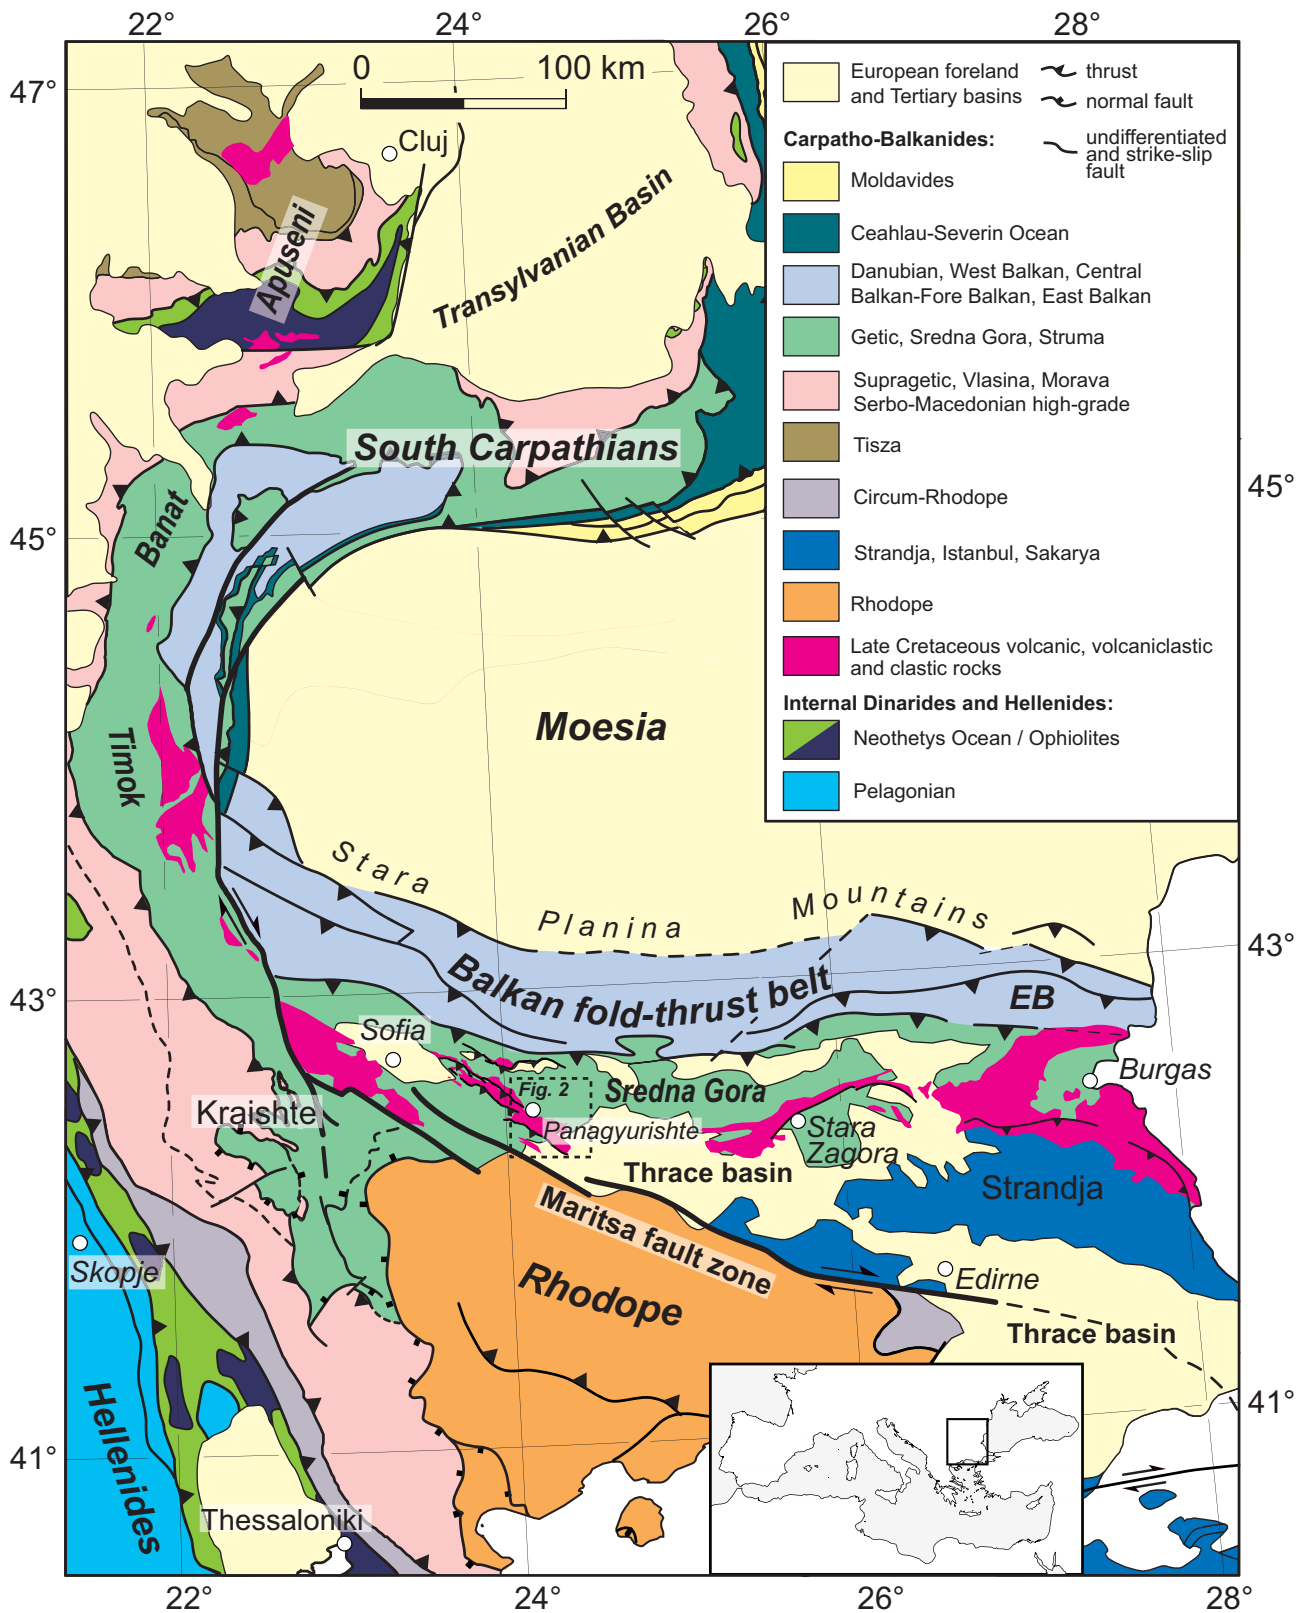 22°
24°
26°
28°
47°
0
100 km
Cluj
Apuseni
Transylvanian Basin
European foreland
and Tertiary basins
thrust
normal fault
undifferentiated
and strike-slip
fault
Carpatho-Balkanides:
Moldavides
Ceahlau-Severin Ocean
Danubian, West Balkan, Central
Balkan-Fore Balkan, East Balkan
Getic, Sredna Gora, Struma
Supragetic, Vlasina, Morava
Serbo-Macedonian high-grade
Tisza
Circum-Rhodope
Strandja, Istanbul, Sakarya
Rhodope
Late Cretaceous volcanic, volcaniclastic
and clastic rocks
Internal Dinarides and Hellenides:
Neothetys Ocean / Ophiolites
Pelagonian
South Carpathians
45°
45°
Banat
Moesia
Timok
Stara
Planina
Mountains
43°
43°
Balkan fold-thrust belt
EB
Sofia
Burgas
Fig. 2
Sredna Gora
Kraishte
Panagyurishte
Stara
Zagora
Thrace basin
Strandja
Maritsa fault zone
Skopje
Edirne
Rhodope
Thrace basin
Hellenides
41°
41°
Thessaloniki
22°
24°
26°
28°